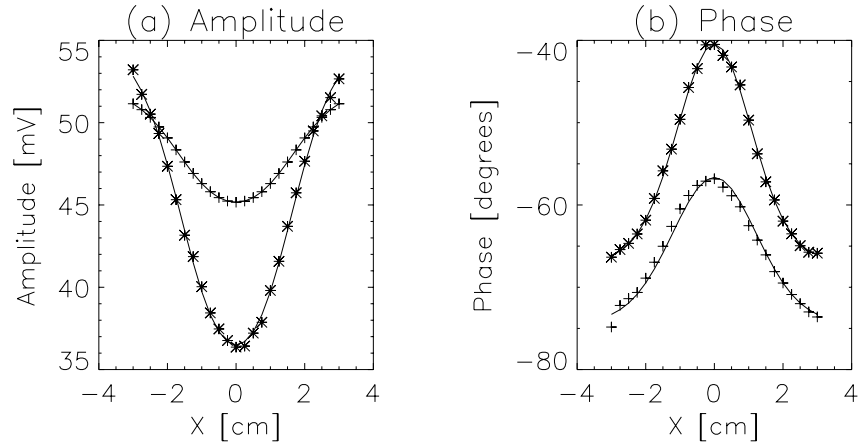 (a) Amplitude
55
50
45
40
35
Amplitude [mV]
−4 −2 0 2 4
X [cm]
(b) Phase
−40
−60
−80
Phase [degrees]
−4 −2 0 2 4
X [cm]